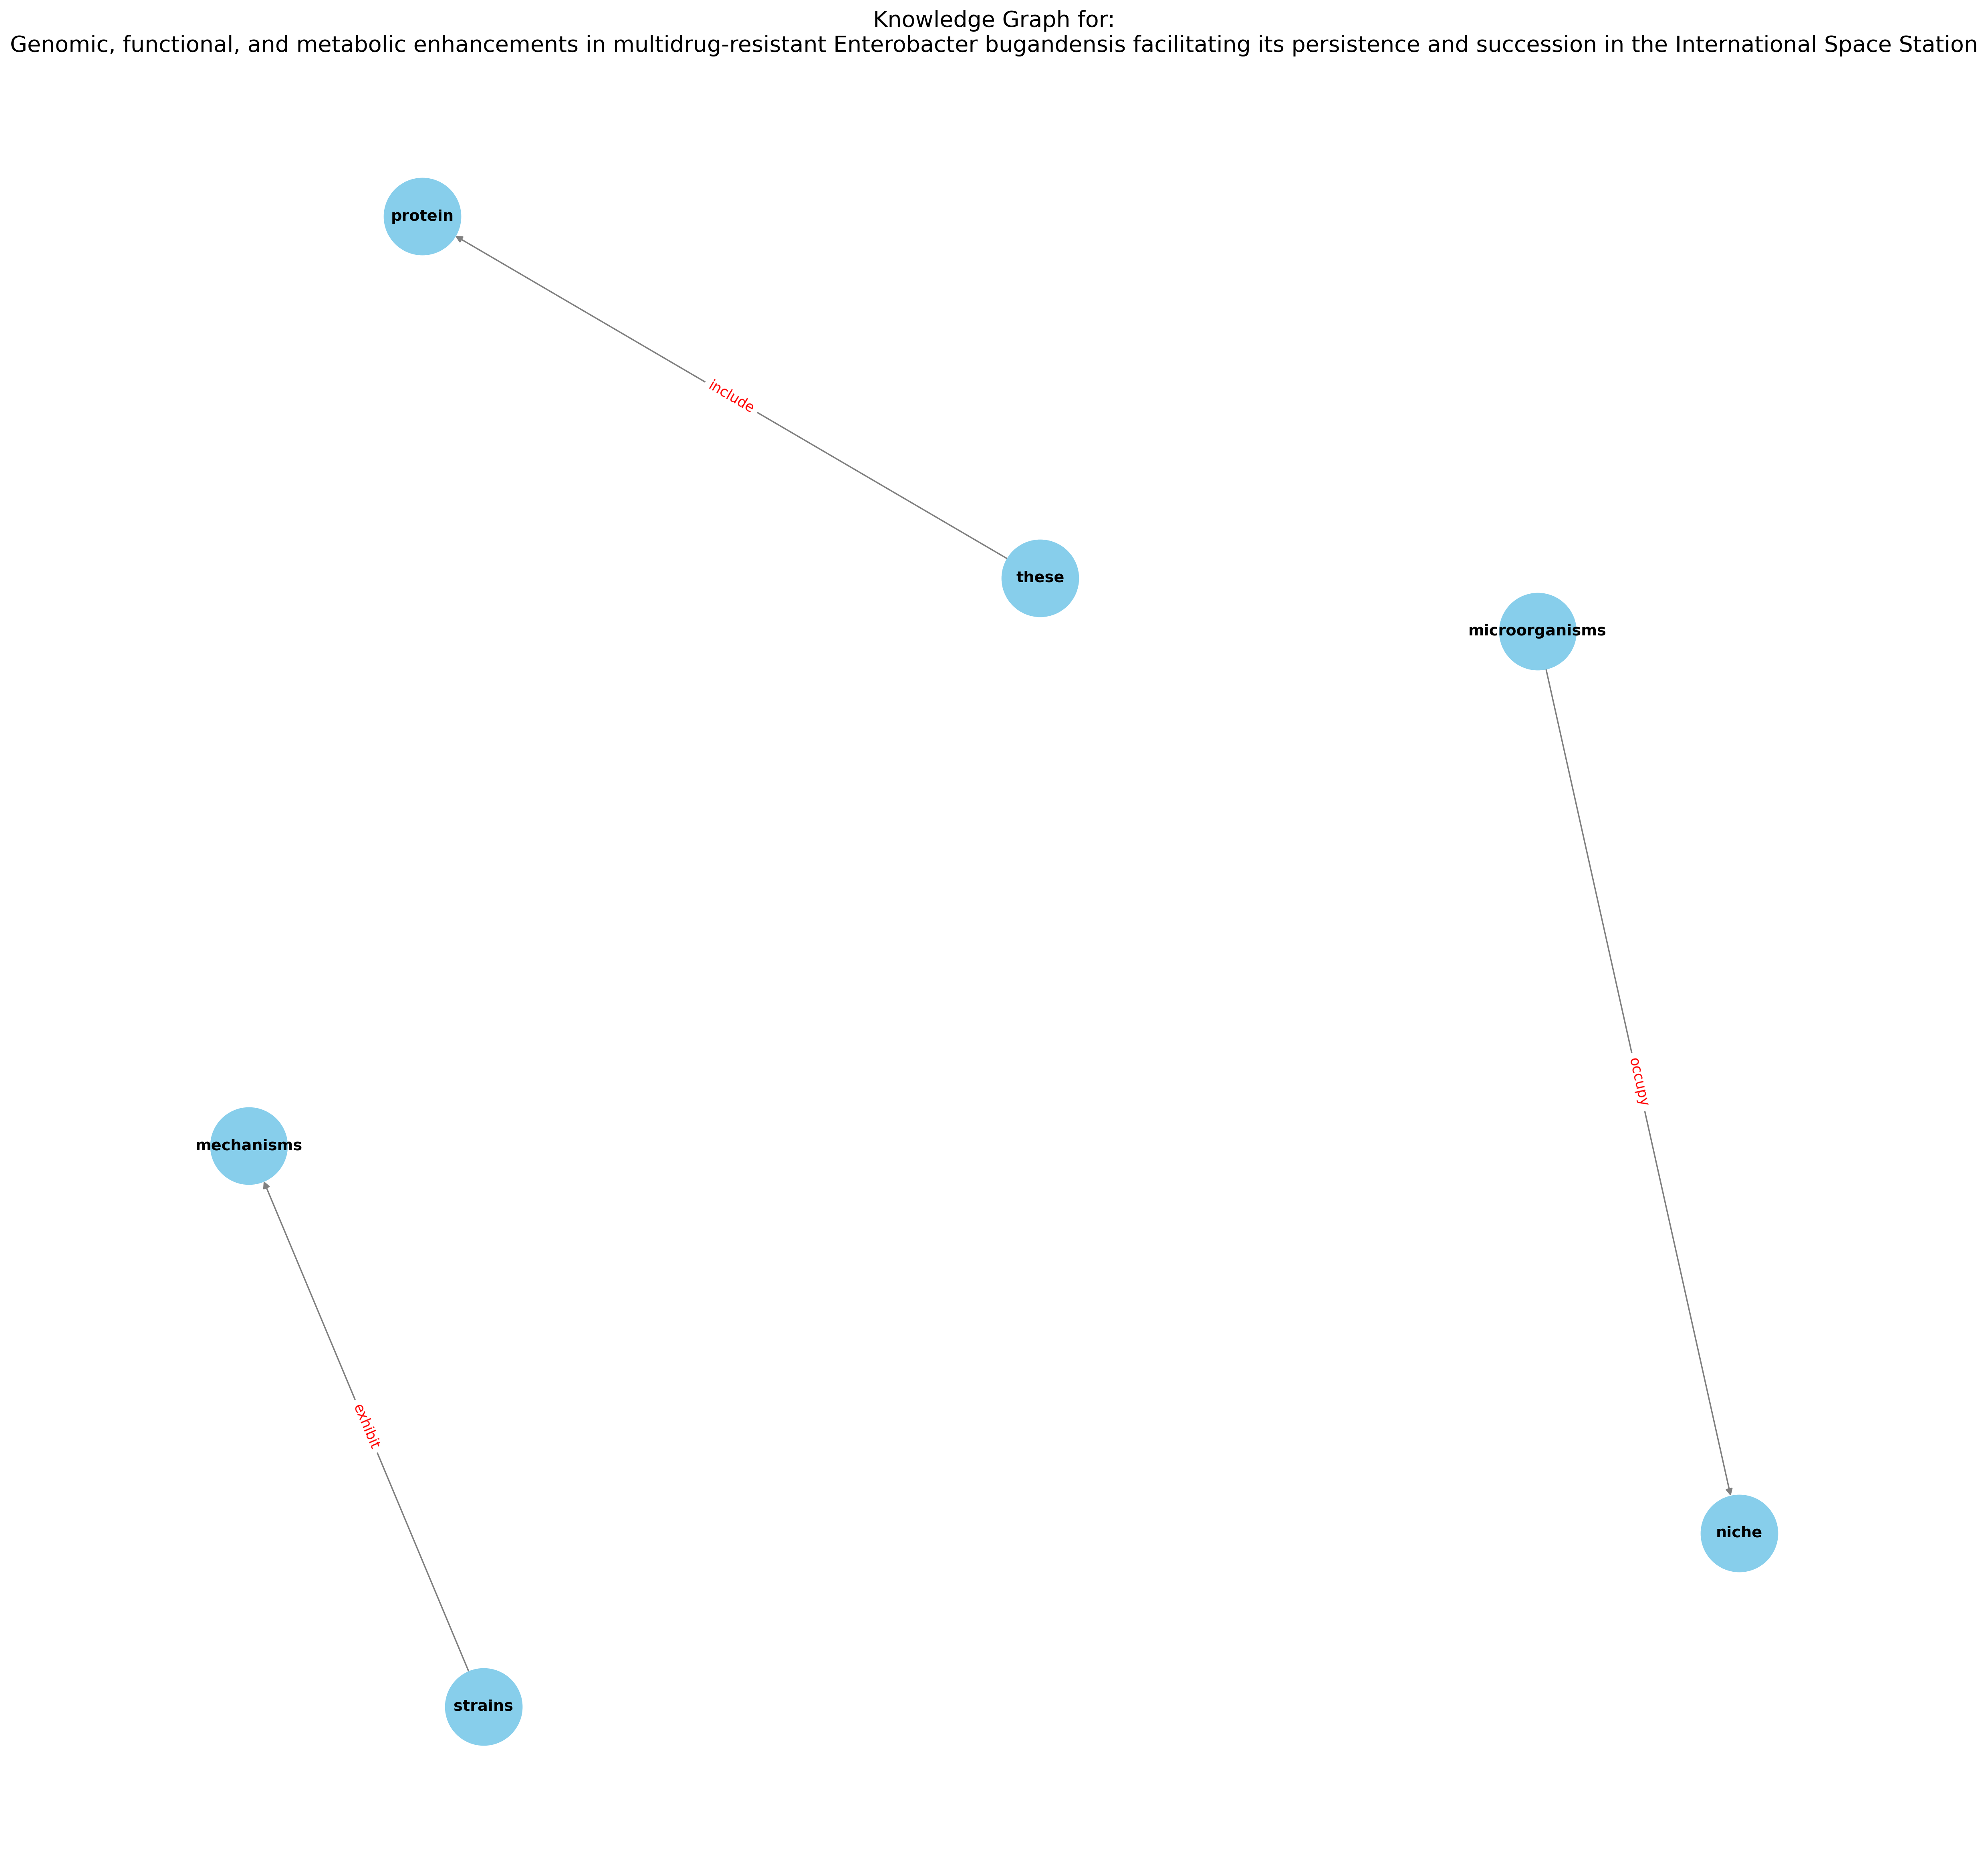 Knowledge Graph for:
Genomic, functional, and metabolic enhancements in multidrug-resistant Enterobacter bugandensis facilitating its persistence and succession in the International Space Station
protein
include
these
microorganisms
occupy
mechanisms
exhibit
niche
strains